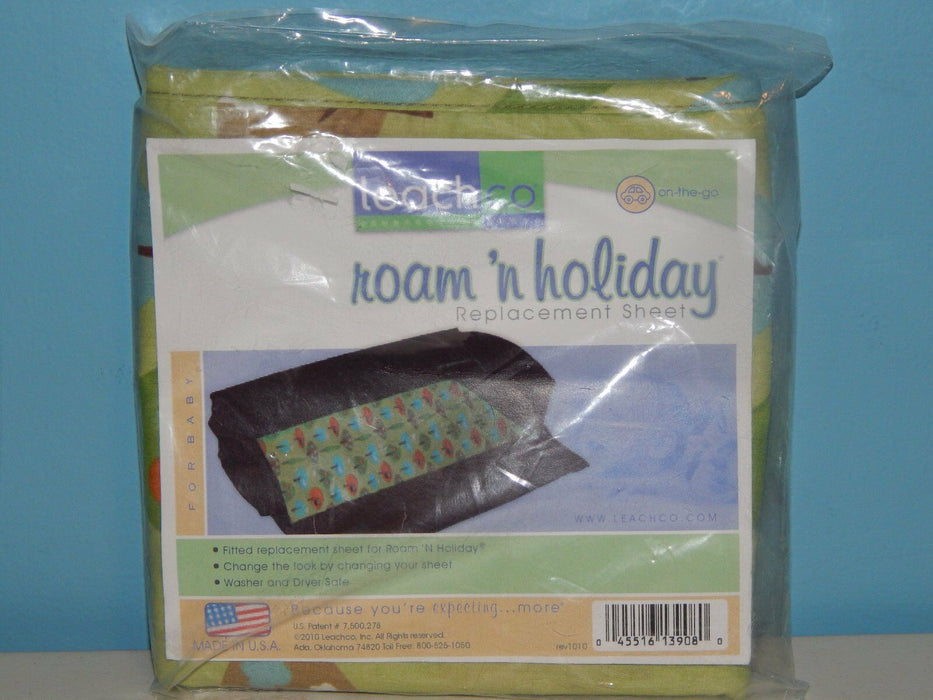 leachco
on-the-go
roam 'n holiday®
Replacement Sheet
FOR BABY
WWW.LEACHCO.COM
• Fitted replacement sheet for Roam 'N Holiday®
• Change the look by changing your sheet
• Washer and Dryer Safe
Because you're expecting...more®
MADE IN U.S.A.
U.S. Patent # 7,500,278
©2010 Leachco, Inc. All Rights reserved.
Ada, Oklahoma 74820 Toll Free: 800-525-1050
rev1010
0 45516 13908 0